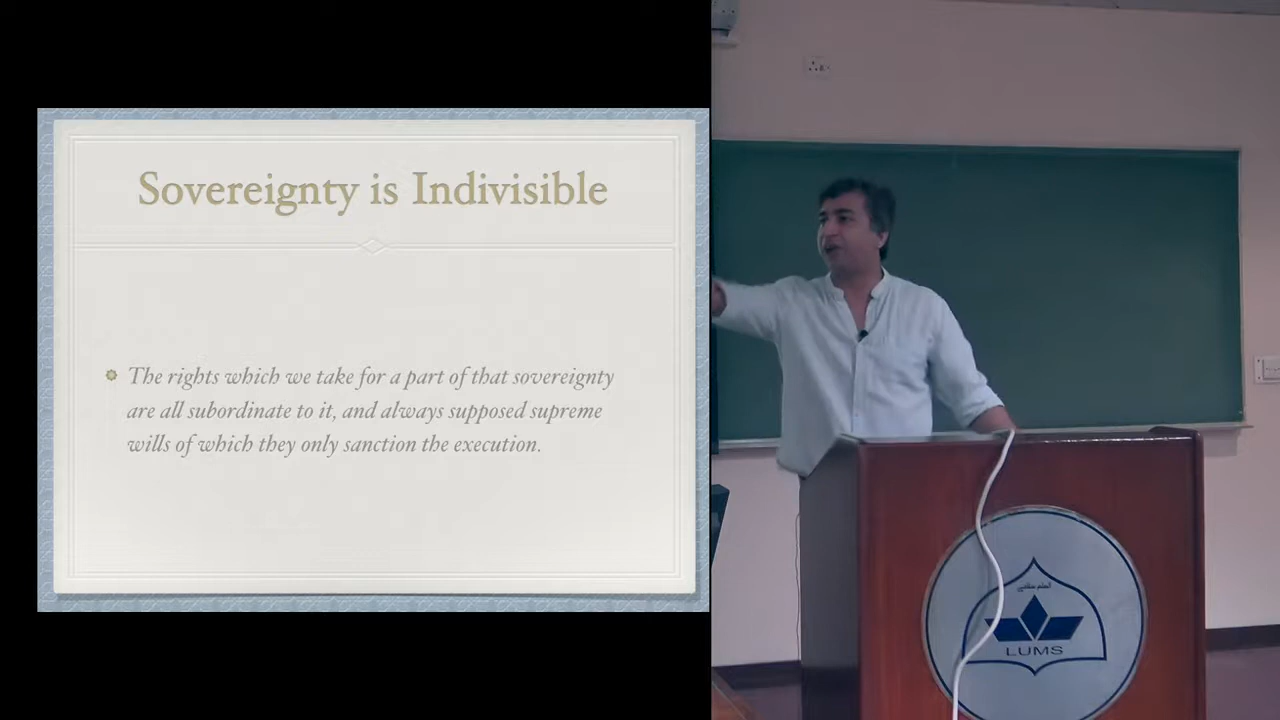 Sovereignty is Indivisible
The rights which we take for a part of that sovereignty
are all subordinate to it, and always supposed supreme
wills of which they only sanction the execution.
LUMS